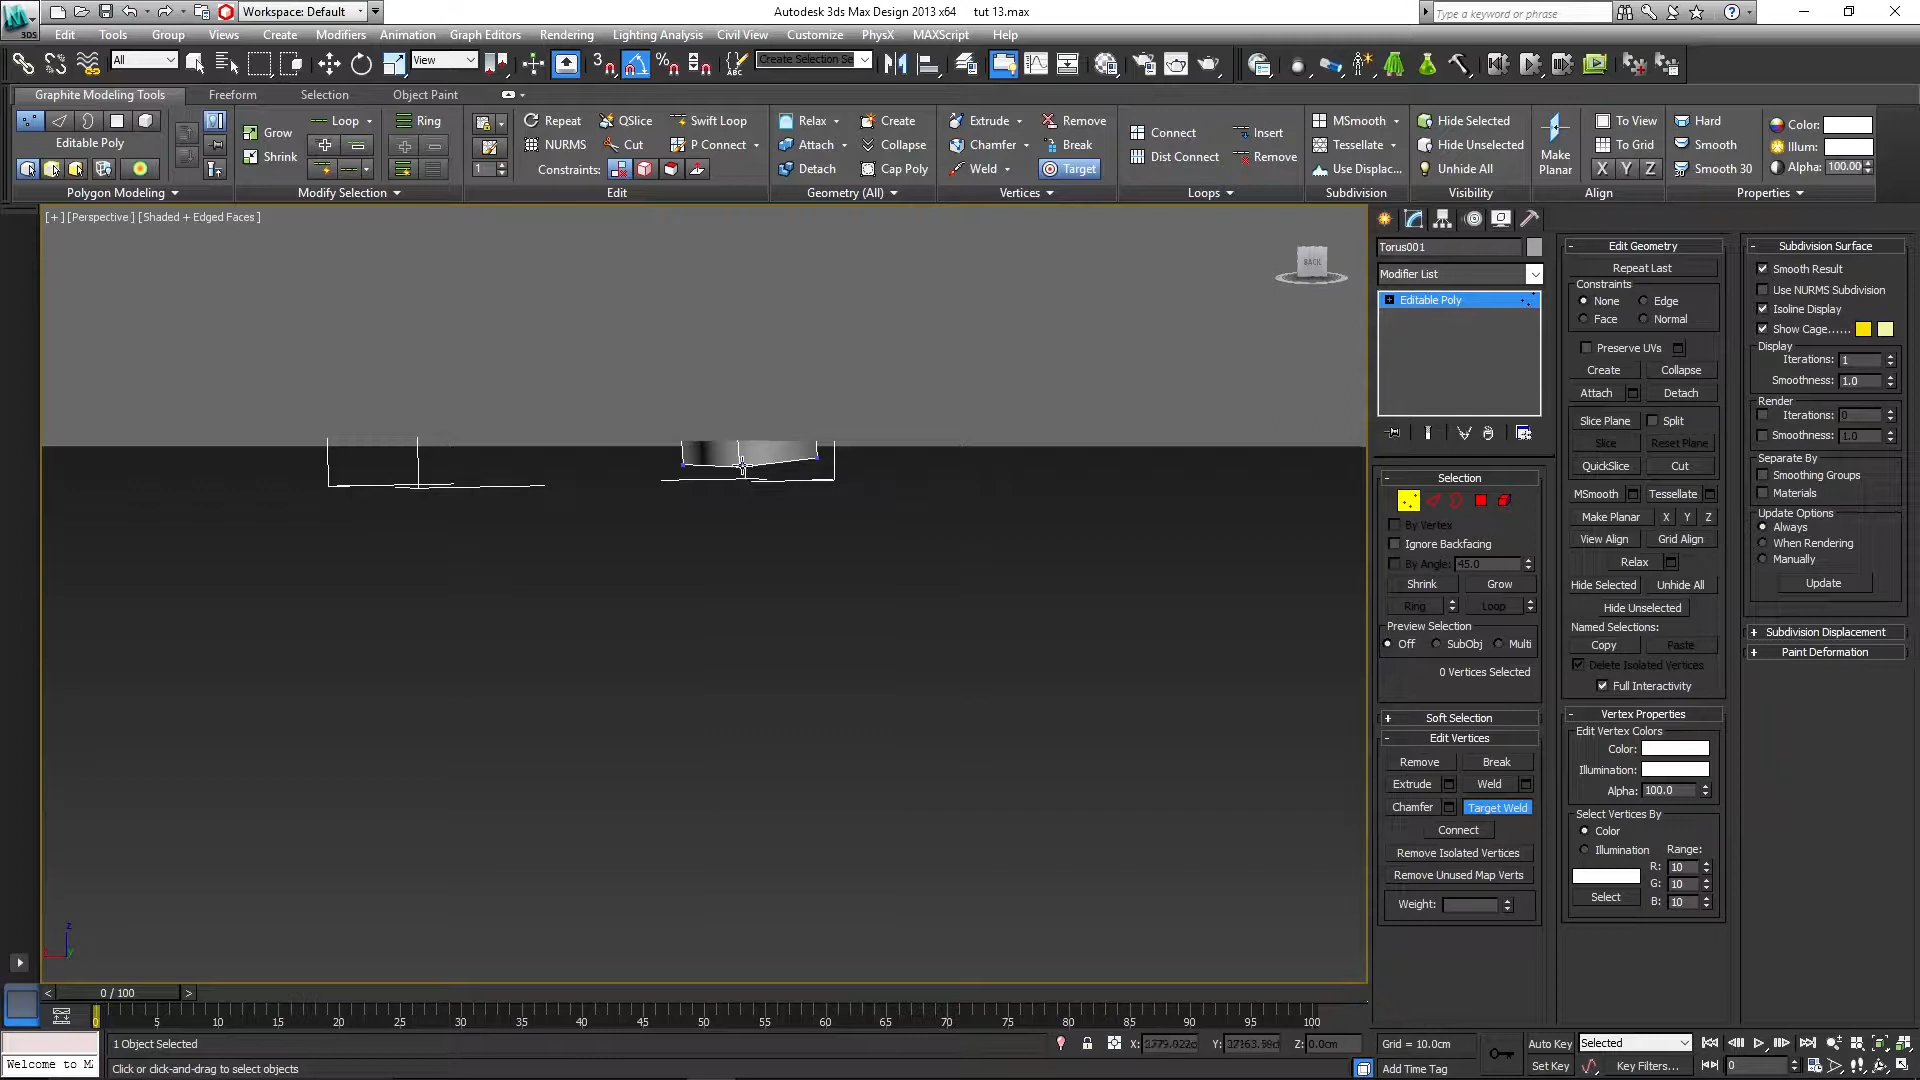 Workspace: Default
Autodesk 3ds Max Design 2013 x64 tut 13.max
Type a keyword or phrase
3DS
Edit Tools Group Views Create Modifiers Animation Graph Editors Rendering Lighting Analysis Civil View Customize PhysX MAXScript Help
All View Create Selection Se
Graphite Modeling Tools Freeform Selection Object Paint
Loop Ring Repeat QSlice Swift Loop Relax Create Extrude Remove MSmooth Hide Selected To View Hard Color:
Editable Poly Grow NURMS Cut P Connect Attach Collapse Chamfer Break Connect Insert Tessellate Hide Unselected Make Planar To Grid Smooth Illum:
Shrink 1 Constraints: Detach Cap Poly Weld Target Dist Connect Remove Use Displac... Unhide All X Y Z Smooth 30 Alpha: 100.00
Polygon Modeling Modify Selection Edit Geometry (All) Vertices Loops Subdivision Visibility Align Properties
[+] [Perspective ] [Shaded + Edged Faces ]
BACK
z
y
Torus001
Modifier List
Editable Poly
Selection
By Vertex
Ignore Backfacing
By Angle: 45.0
Shrink Grow
Ring Loop
Preview Selection
Off SubObj Multi
0 Vertices Selected
Soft Selection
Edit Vertices
Remove Break
Extrude Weld
Chamfer Target Weld
Connect
Remove Isolated Vertices
Remove Unused Map Verts
Weight:
Edit Geometry
Repeat Last
Constraints
None Edge
Face Normal
Preserve UVs
Create Collapse
Attach Detach
Slice Plane Split
Slice Reset Plane
QuickSlice Cut
MSmooth Tessellate
Make Planar X Y Z
View Align Grid Align
Relax
Hide Selected Unhide All
Hide Unselected
Named Selections:
Copy Paste
Delete Isolated Vertices
Full Interactivity
Vertex Properties
Edit Vertex Colors
Color:
Illumination:
Alpha: 100.0
Select Vertices By
Color
Illumination Range:
R: 10
G: 10
Select B: 10
Subdivision Surface
Smooth Result
Use NURMS Subdivision
Isoline Display
Show Cage......
Display
Iterations: 1
Smoothness: 1.0
Render
Iterations: 0
Smoothness: 1.0
Separate By
Smoothing Groups
Materials
Update Options
Always
When Rendering
Manually
Update
Subdivision Displacement
Paint Deformation
< 0 / 100 >
0 5 10 15 20 25 30 35 40 45 50 55 60 65 70 75 80 85 90 95 100
1 Object Selected X: Y: Z: 0.0cm Grid = 10.0cm Auto Key Selected
Welcome to M Click or click-and-drag to select objects Add Time Tag Set Key Key Filters... 0